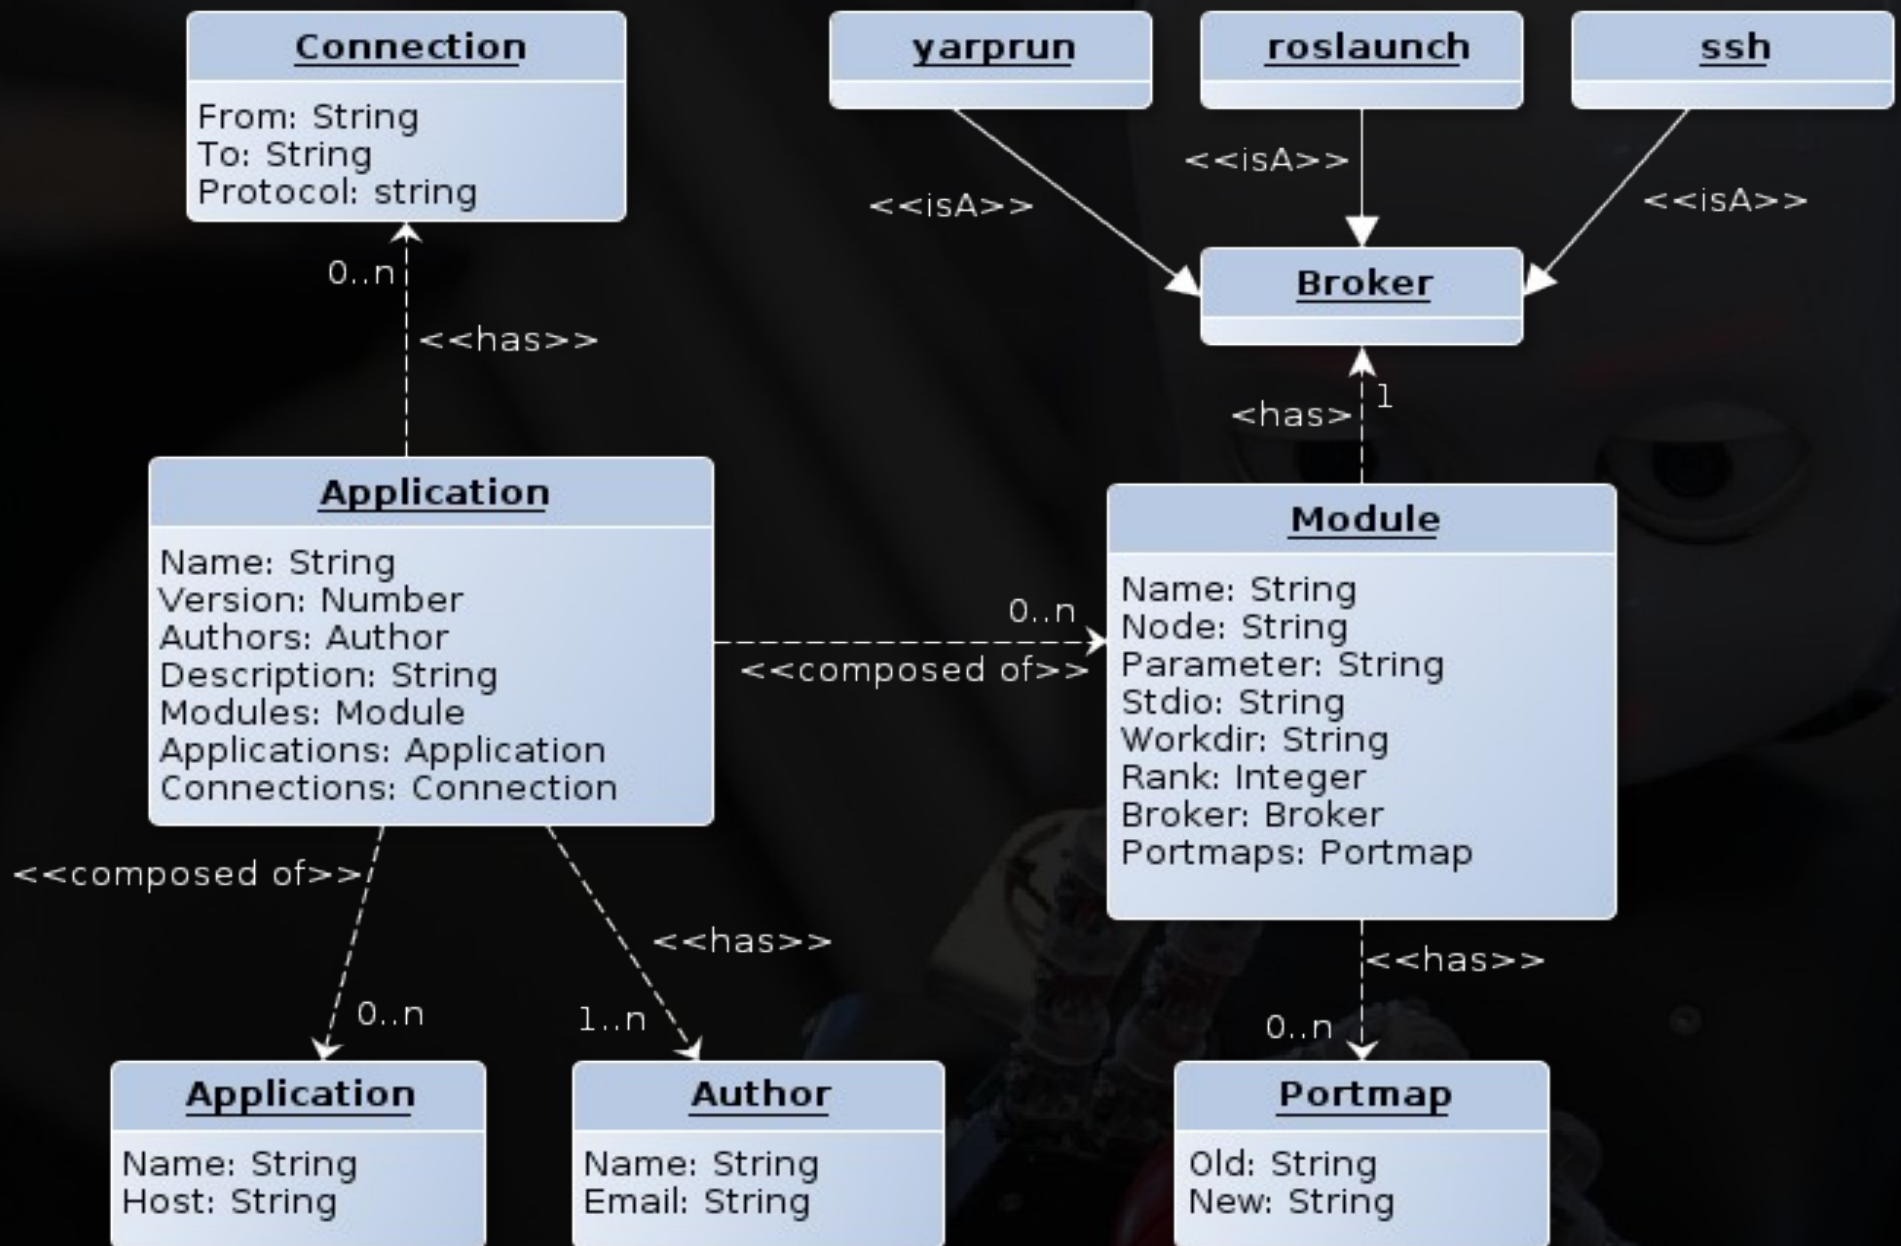 Connection
From: String
To: String
Protocol: string
yarprun
roslaunch
ssh
<<isA>>
<<isA>>
<<isA>>
Broker
0..n
<<has>>
1
<has>
Application
Name: String
Version: Number
Authors: Author
Description: String
Modules: Module
Applications: Application
Connections: Connection
0..n
<<composed of>>
Module
Name: String
Node: String
Parameter: String
Stdio: String
Workdir: String
Rank: Integer
Broker: Broker
Portmaps: Portmap
<<composed of>>
0..n
<<has>>
1..n
<<has>>
0..n
Application
Name: String
Host: String
Author
Name: String
Email: String
Portmap
Old: String
New: String